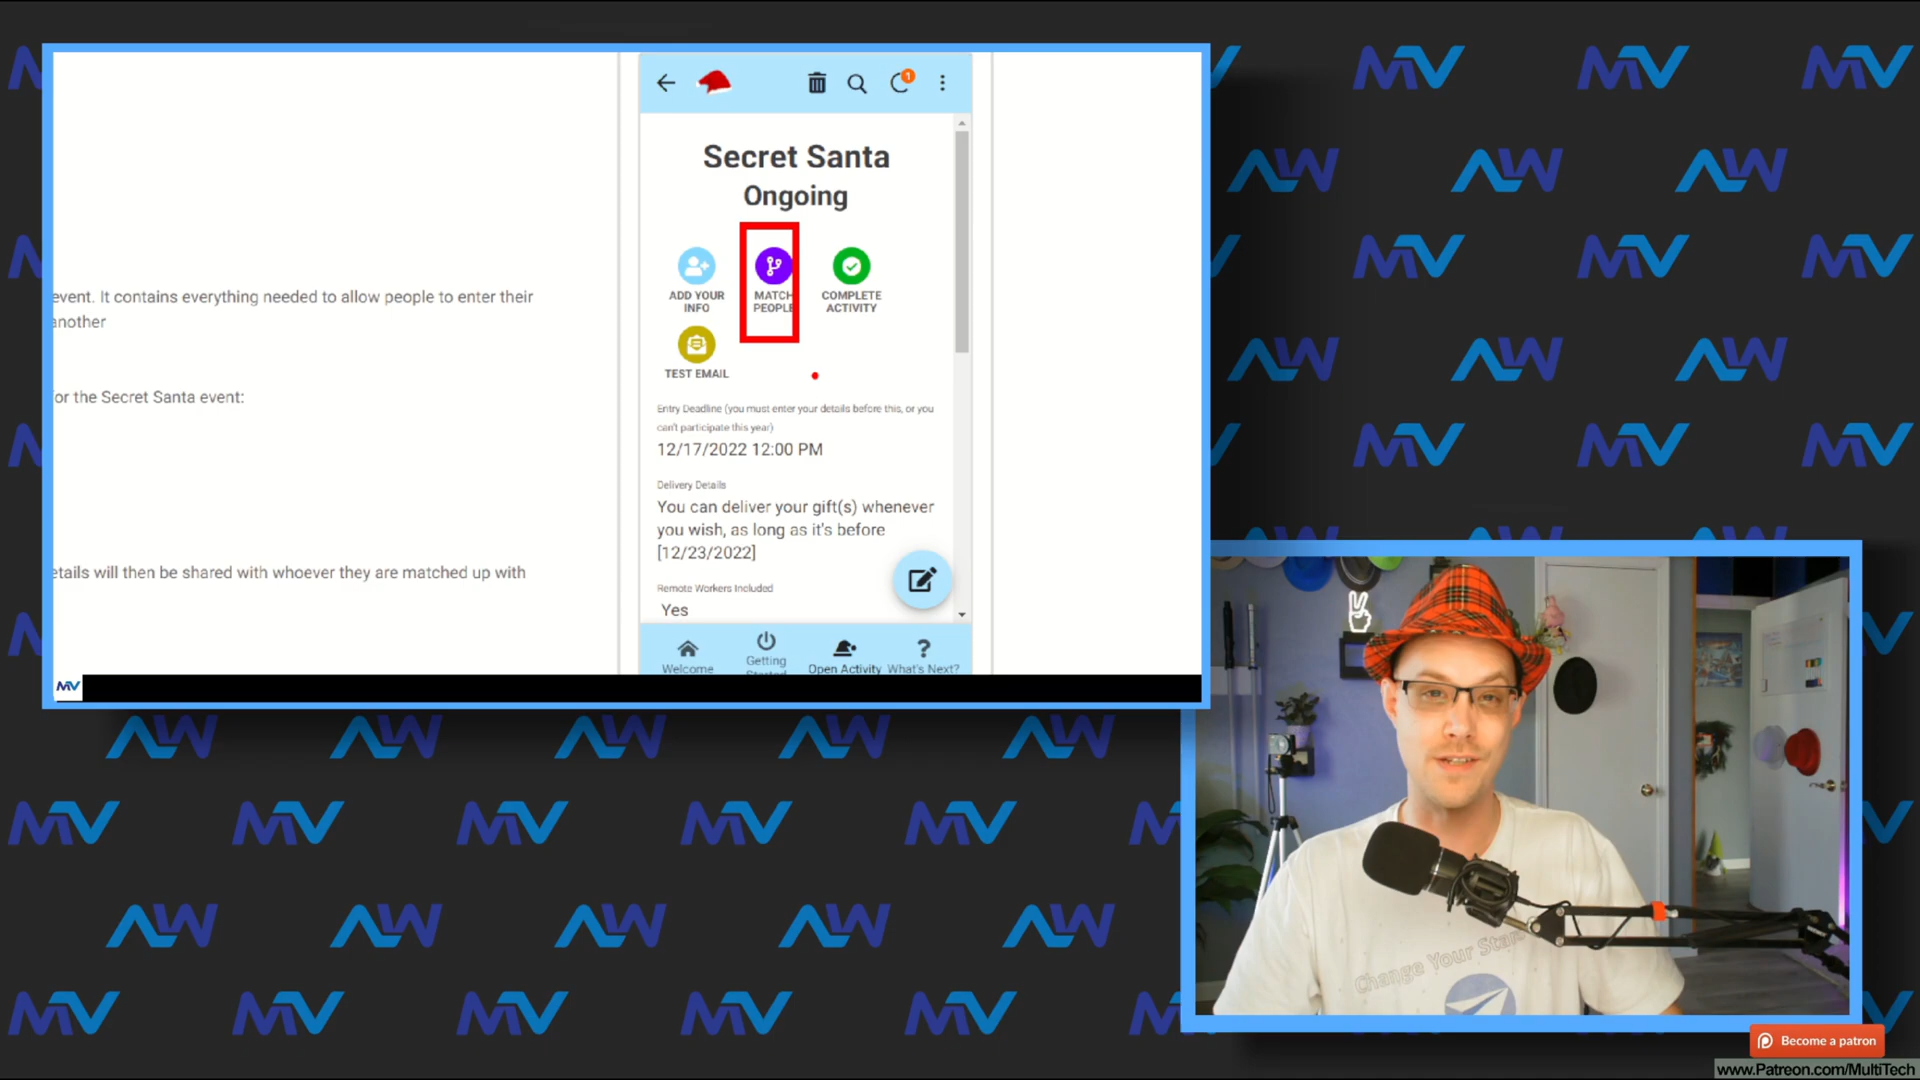 1
Secret Santa
Ongoing
ADD YOUR
INFO
MATCH
PEOPLE
COMPLETE
ACTIVITY
TEST EMAIL
Entry Deadline (you must enter your details before this, or you
can't participate this year)
12/17/2022 12:00 PM
Delivery Details
You can deliver your gift(s) whenever
you wish, as long as it's before
[12/23/2022]
Remote Workers Included
Yes
Welcome
Getting
Open Activity
What's Next?
event. It contains everything needed to allow people to enter their
another
for the Secret Santa event:
etails will then be shared with whoever they are matched up with
Change Your
Become a patron
www.Patreon.com/MultiTech